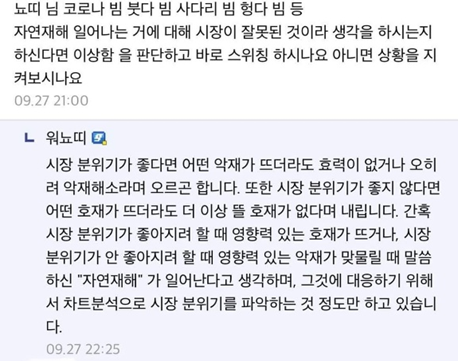 뇨띠 님 코로나 빔 붓다 빔 사다리 빔 헝다 빔 등
자연재해 일어나는 거에 대해 시장이 잘못된 것이라 생각을 하시는지
하신다면 이상함 을 판단하고 바로 스위칭 하시나요 아니면 상황을 지
켜보시나요
09.27 21:00
워뇨띠
시장 분위기가 좋다면 어떤 악재가 뜨더라도 효력이 없거나 오히
려 악재해소라며 오르곤 합니다. 또한 시장 분위기가 좋지 않다면
어떤 호재가 뜨더라도 더 이상 뜰 호재가 없다며 내립니다. 간혹
시장 분위기가 좋아지려 할 때 영향력 있는 호재가 뜨거나, 시장
분위기가 안 좋아지려 할 때 영향력 있는 악재가 맞물릴 때 말씀
하신 "자연재해" 가 일어난다고 생각하며, 그것에 대응하기 위해
서 차트분석으로 시장 분위기를 파악하는 것 정도만 하고 있습니
다.
09.27 22:25